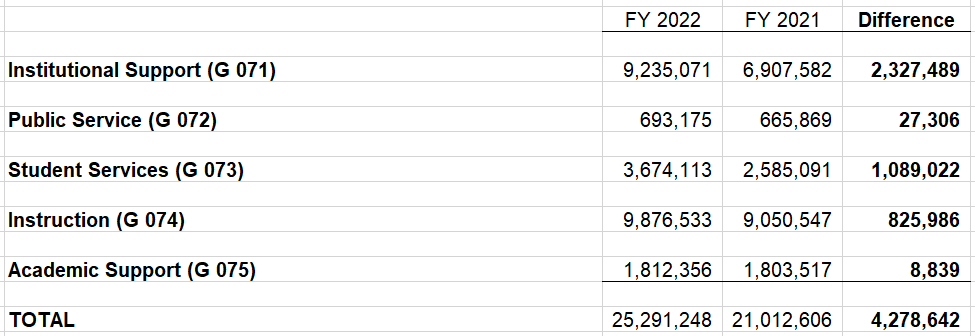 FY 2022 FY 2021 Difference
Institutional Support (G 071) 9,235,071 6,907,582 2,327,489
Public Service (G 072) 693,175 665,869 27,306
Student Services (G 073) 3,674,113 2,585,091 1,089,022
Instruction (G 074) 9,876,533 9,050,547 825,986
Academic Support (G 075) 1,812,356 1,803,517 8,839
TOTAL 25,291,248 21,012,606 4,278,642